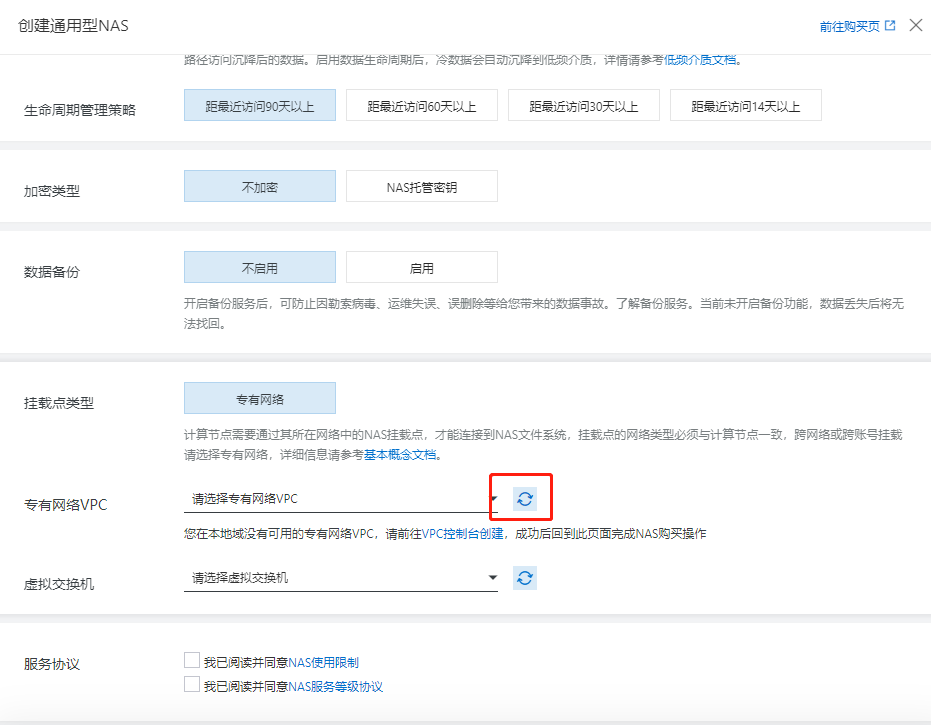 创建通用型NAS
前往购买页
路径访问沉降后的数据。启用数据生命周期后，冷数据会自动沉降到低频介质，详情请参考低频介质文档。
生命周期管理策略
距最近访问90天以上
距最近访问60天以上
距最近访问30天以上
距最近访问14天以上
加密类型
不加密
NAS托管密钥
数据备份
不启用
启用
开启备份服务后，可防止因勒索病毒、运维失误、误删除等给您带来的数据事故。了解备份服务。当前未开启备份功能，数据丢失后将无
法找回。
挂载点类型
专有网络
计算节点需要通过其所在网络中的NAS挂载点，才能连接到NAS文件系统，挂载点的网络类型必须与计算节点一致，跨网络或跨账号挂载
请选择专有网络，详细信息请参考基本概念文档。
专有网络VPC
请选择专有网络VPC
您在本地域没有可用的专有网络VPC，请前往VPC控制台创建，成功后回到此页面完成NAS购买操作
虚拟交换机
请选择虚拟交换机
服务协议
我已阅读并同意NAS使用限制
我已阅读并同意NAS服务等级协议